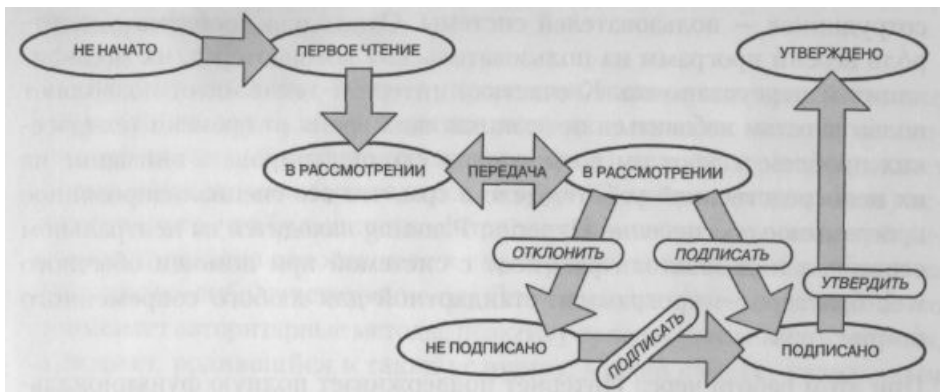 НЕ НАЧАТО
ПЕРВОЕ ЧТЕНИЕ
УТВЕРЖДЕНО
В РАССМОТРЕНИИ
ПЕРЕДАЧА
В РАССМОТРЕНИИ
ОТКЛОНИТЬ
ПОДПИСАТЬ
УТВЕРДИТЬ
НЕ ПОДПИСАНО
ПОДПИСАТЬ
ПОДПИСАНО